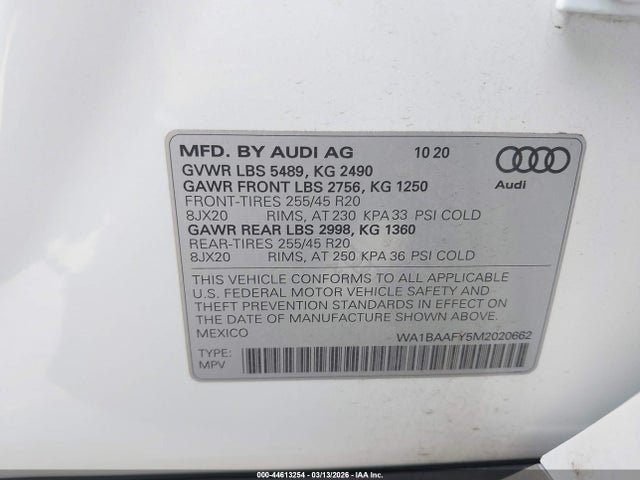 MFD. BY AUDI AG 10 20
GVWR LBS 5489, KG 2490
GAWR FRONT LBS 2756, KG 1250
FRONT-TIRES 255/45 R20
8JX20 RIMS, AT 230 KPA 33 PSI COLD
GAWR REAR LBS 2998, KG 1360
REAR-TIRES 255/45 R20
8JX20 RIMS, AT 250 KPA 36 PSI COLD
Audi
THIS VEHICLE CONFORMS TO ALL APPLICABLE
U.S. FEDERAL MOTOR VEHICLE SAFETY AND
THEFT PREVENTION STANDARDS IN EFFECT ON THE
DATE OF MANUFACTURE SHOWN ABOVE.
MEXICO WA1BAAFY5M2020662
TYPE:
MPV
000-44613254 - 03/13/2026 - IAA Inc.